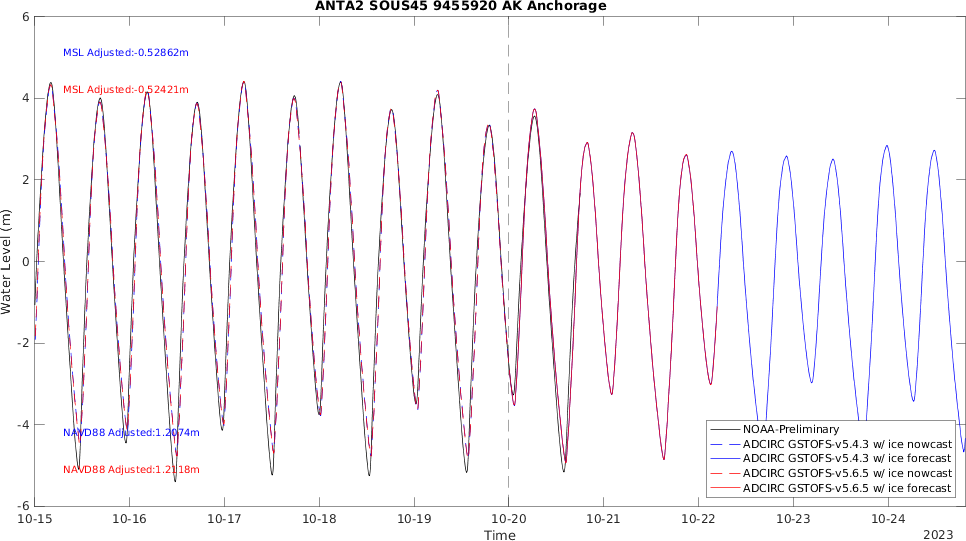 ANTA2 SOUS45 9455920 AK Anchorage
6
4
2
0
-2
-4
-6
Water Level (m)
MSL Adjusted:-0.52862m
MSL Adjusted:-0.52421m
NAVD88 Adjusted:1.2074m
NAVD88 Adjusted:1.2118m
NOAA-Preliminary
ADCIRC GSTOFS-v5.4.3 w/ ice nowcast
ADCIRC GSTOFS-v5.4.3 w/ ice forecast
ADCIRC GSTOFS-v5.6.5 w/ ice nowcast
ADCIRC GSTOFS-v5.6.5 w/ ice forecast
10-15 10-16 10-17 10-18 10-19 10-20 10-21 10-22 10-23 10-24
Time
2023